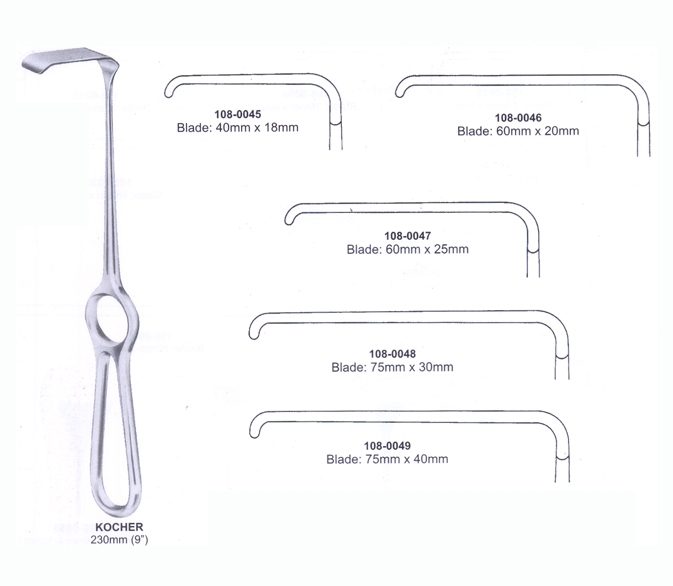 108-0045
Blade: 40mm x 18mm
108-0046
Blade: 60mm x 20mm
108-0047
Blade: 60mm x 25mm
108-0048
Blade: 75mm x 30mm
108-0049
Blade: 75mm x 40mm
KOCHER
230mm (9")